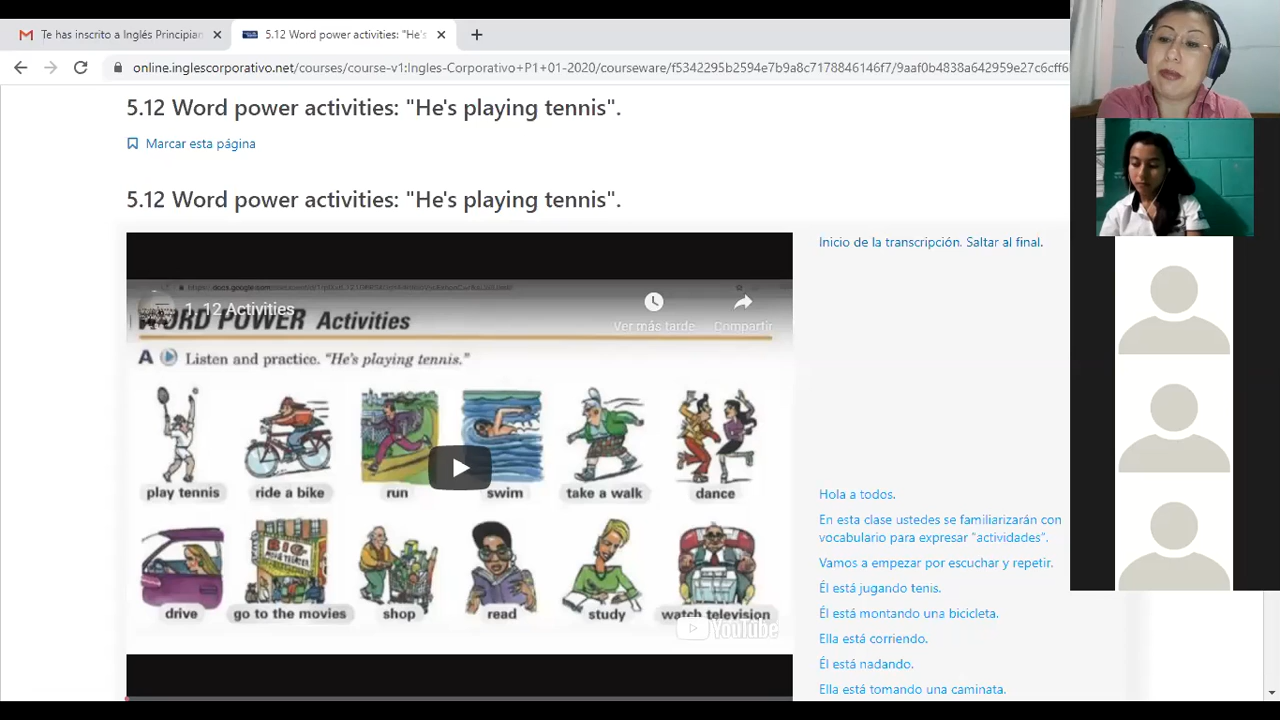 Te has inscrito a Inglés Principian
5.12 Word power activities: "He's
online.inglescorporativo.net/courses/course-v1:Ingles-Corporativo+P1+01-2020/courseware/f5342295b2594e7b9a8c7178846146f7/9aaf0b4838a642959e27c6cff6
5.12 Word power activities: "He's playing tennis".
Marcar esta página
5.12 Word power activities: "He's playing tennis".
1. 12 Activities
Ver más tarde
Compartir
WORD POWER Activities
A Listen and practice. "He's playing tennis."
play tennis
ride a bike
run
swim
take a walk
dance
drive
go to the movies
shop
read
study
watch television
YouTube
Inicio de la transcripción. Saltar al final.
Hola a todos.
En esta clase ustedes se familiarizarán con
vocabulario para expresar "actividades".
Vamos a empezar por escuchar y repetir.
Él está jugando tenis.
Él está montando una bicicleta.
Ella está corriendo.
Él está nadando.
Ella está tomando una caminata.